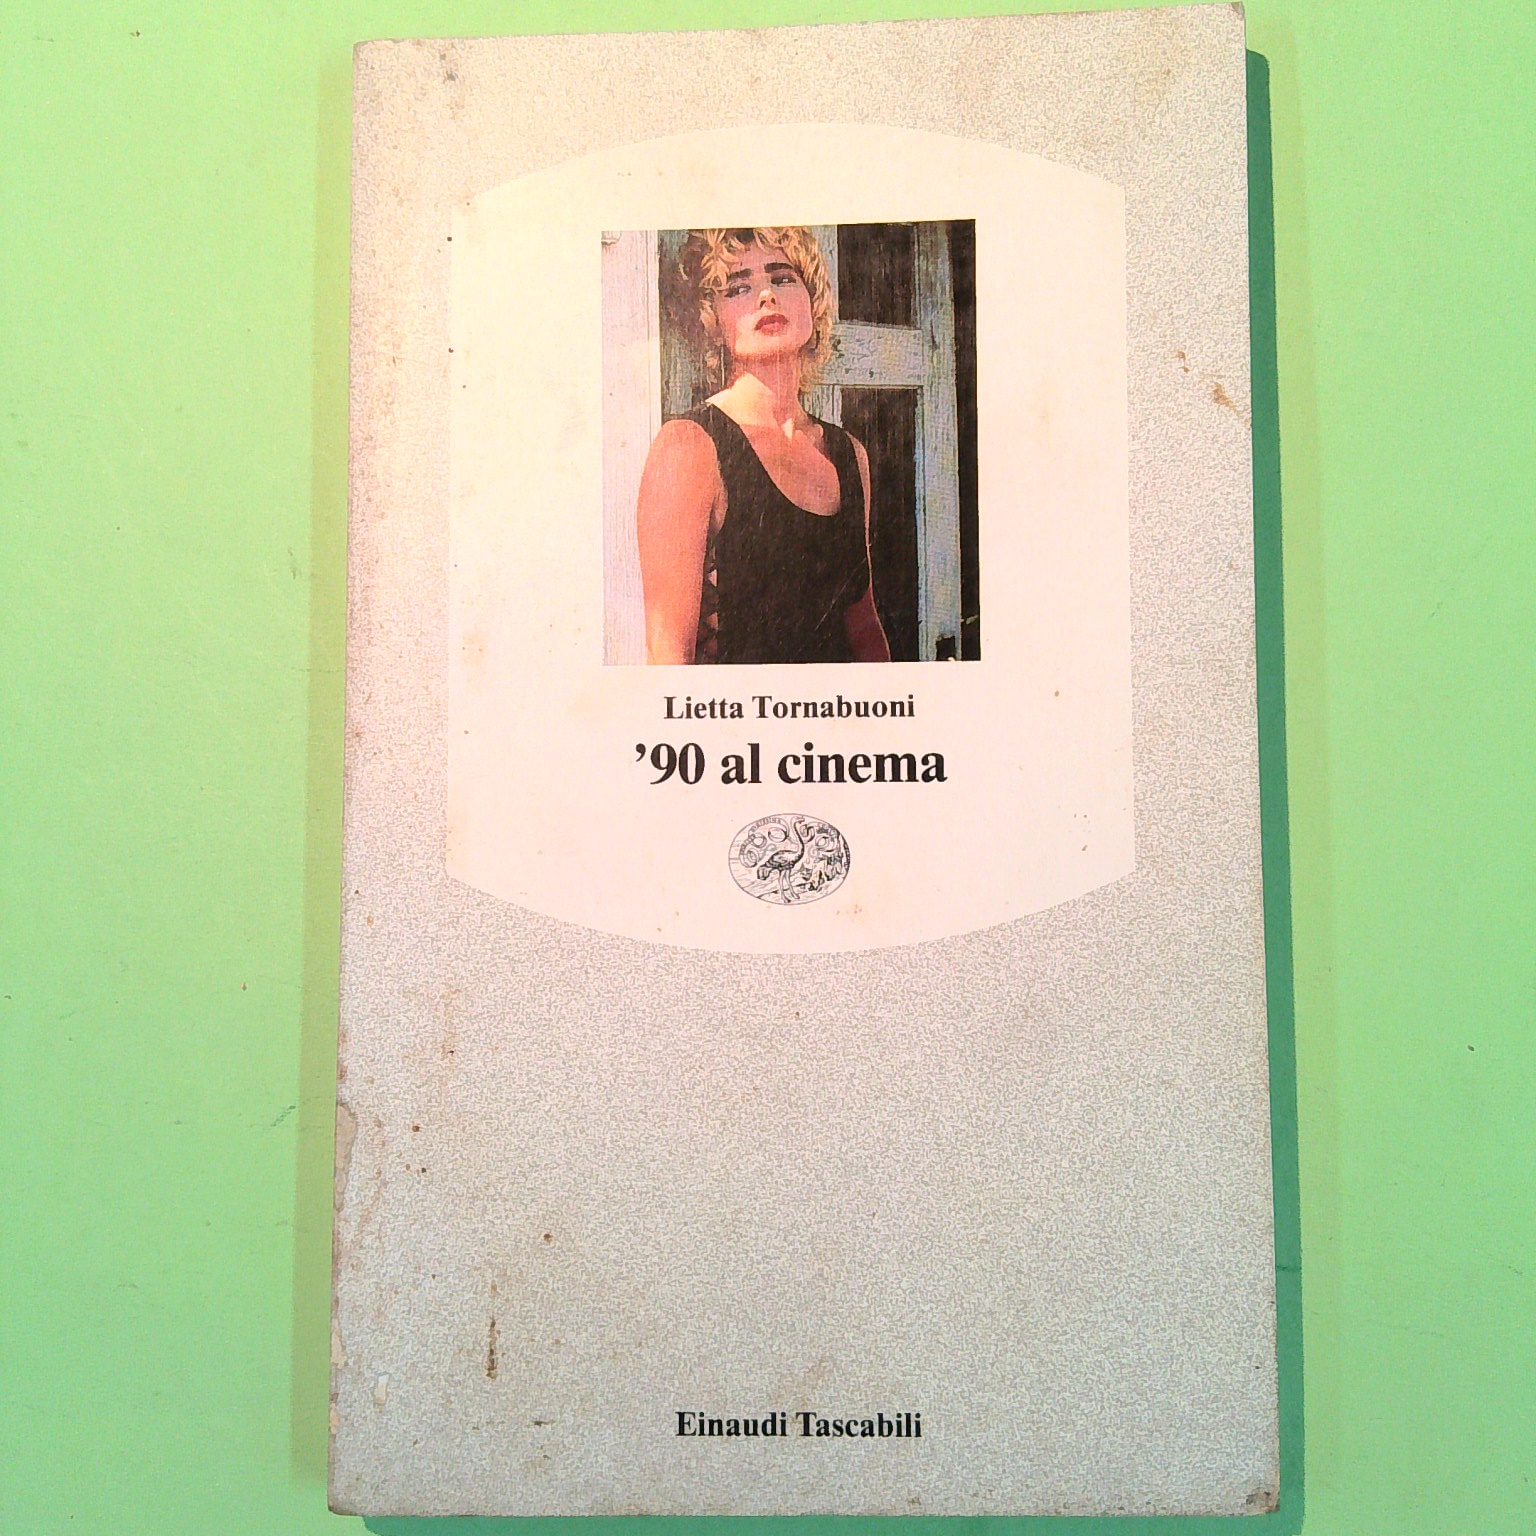 Lietta Tornabuoni
’90 al cinema
Einaudi Tascabili